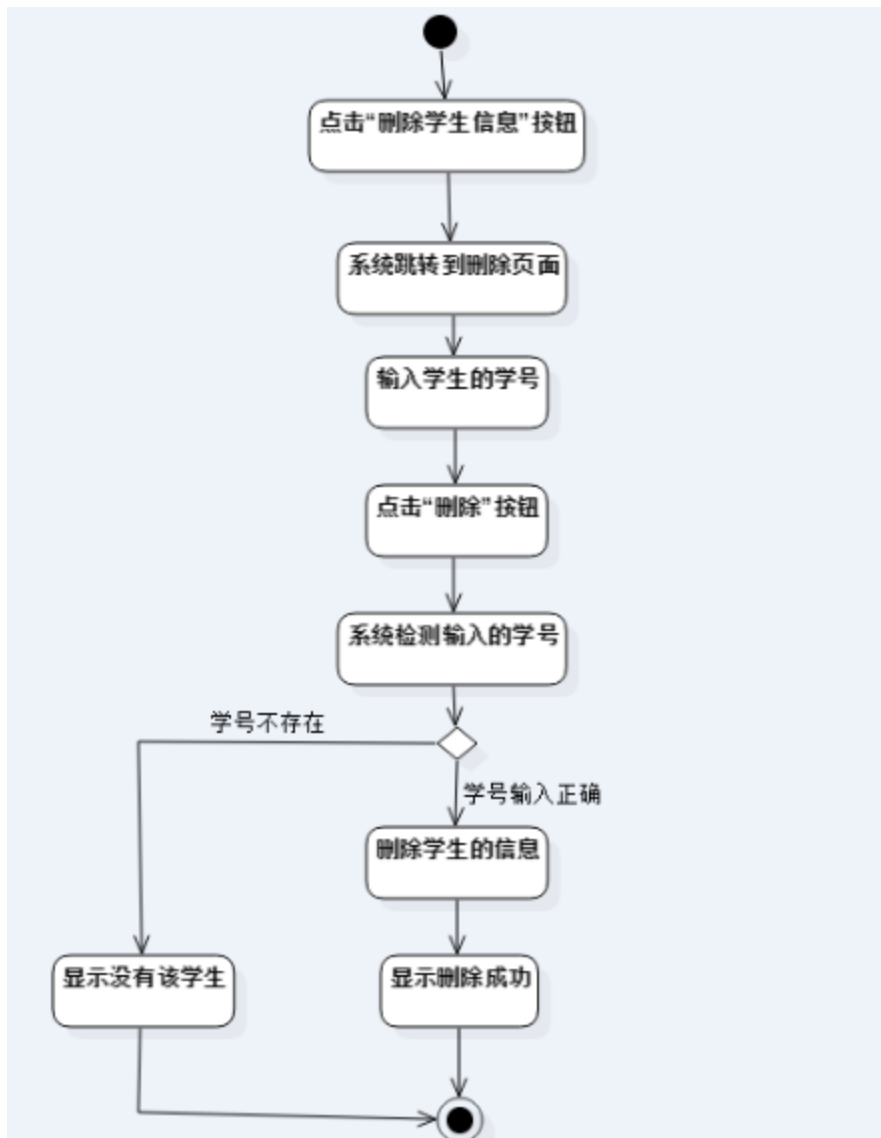 点击“删除学生信息”按钮
系统跳转到删除页面
输入学生的学号
点击“删除”按钮
系统检测输入的学号
学号不存在
学号输入正确
删除学生的信息
显示没有该学生
显示删除成功